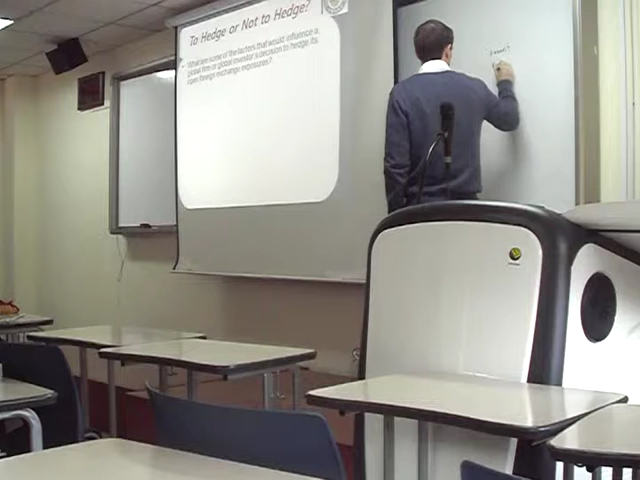 To Hedge or Not to Hedge?
What are some of the factors that would influence a
global firm or global investor's decision to hedge its
open foreign exchange exposures?